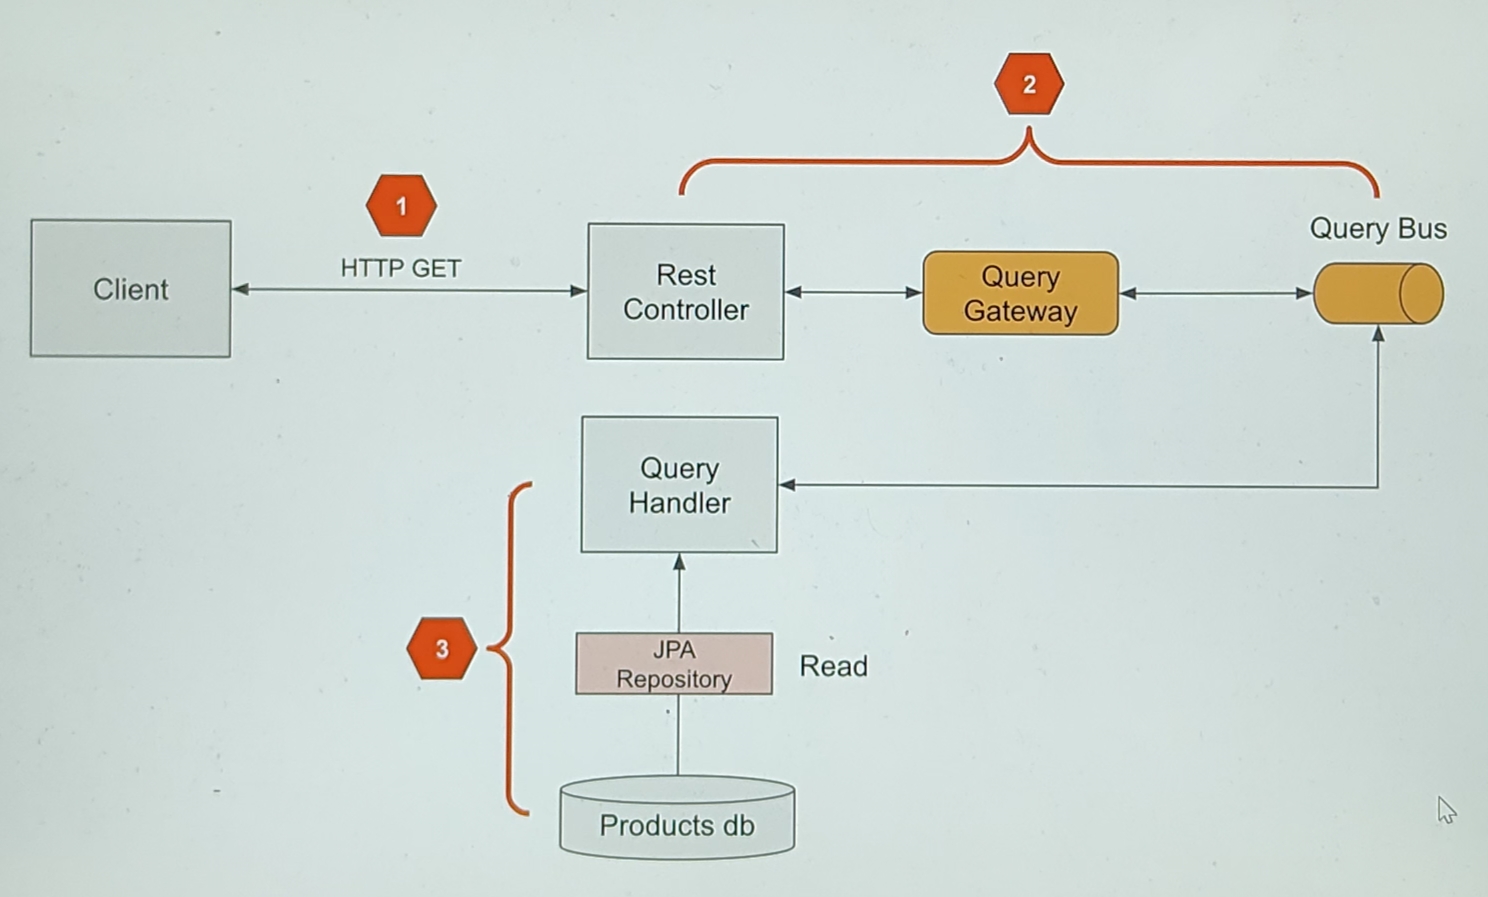 2
1
Query Bus
HTTP GET
Client
Rest
Controller
Query
Gateway
Query
Handler
3
JPA
Repository
Read
Products db